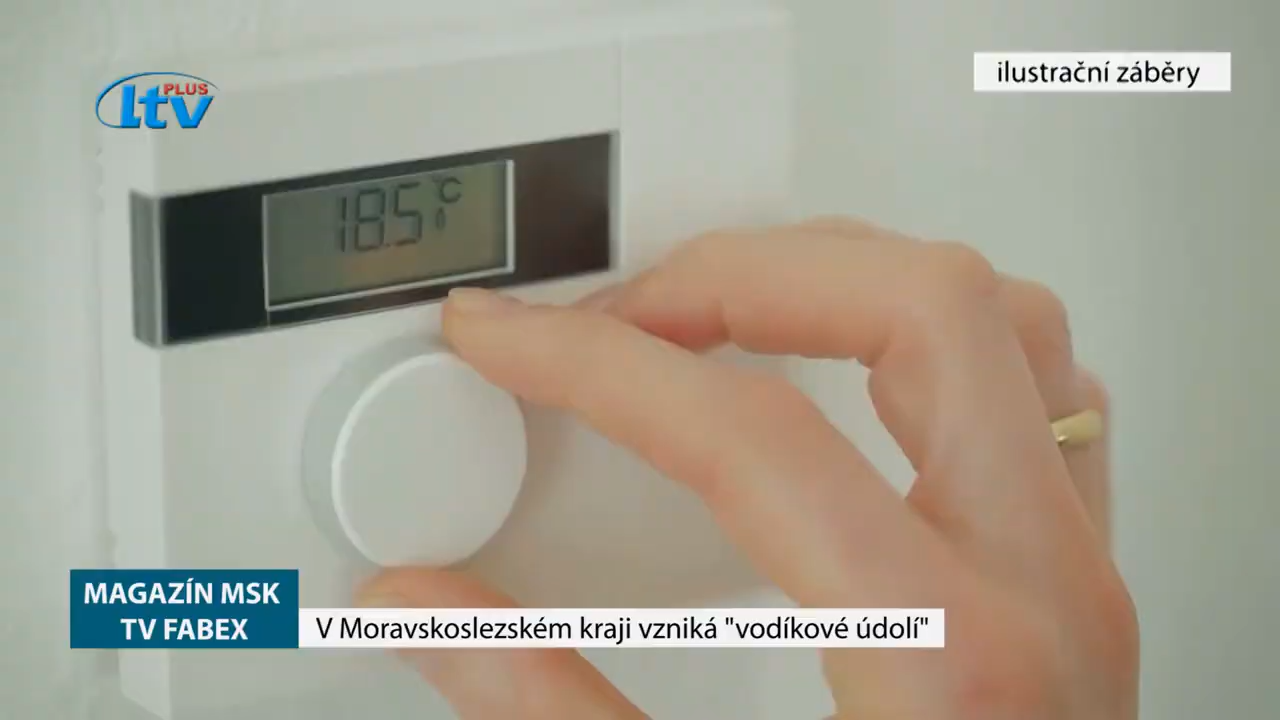 LTV PLUS
ilustrační záběry
18.5°C
MAGAZÍN MSK
TV FABEX
V Moravskoslezském kraji vzniká "vodíkové údolí"